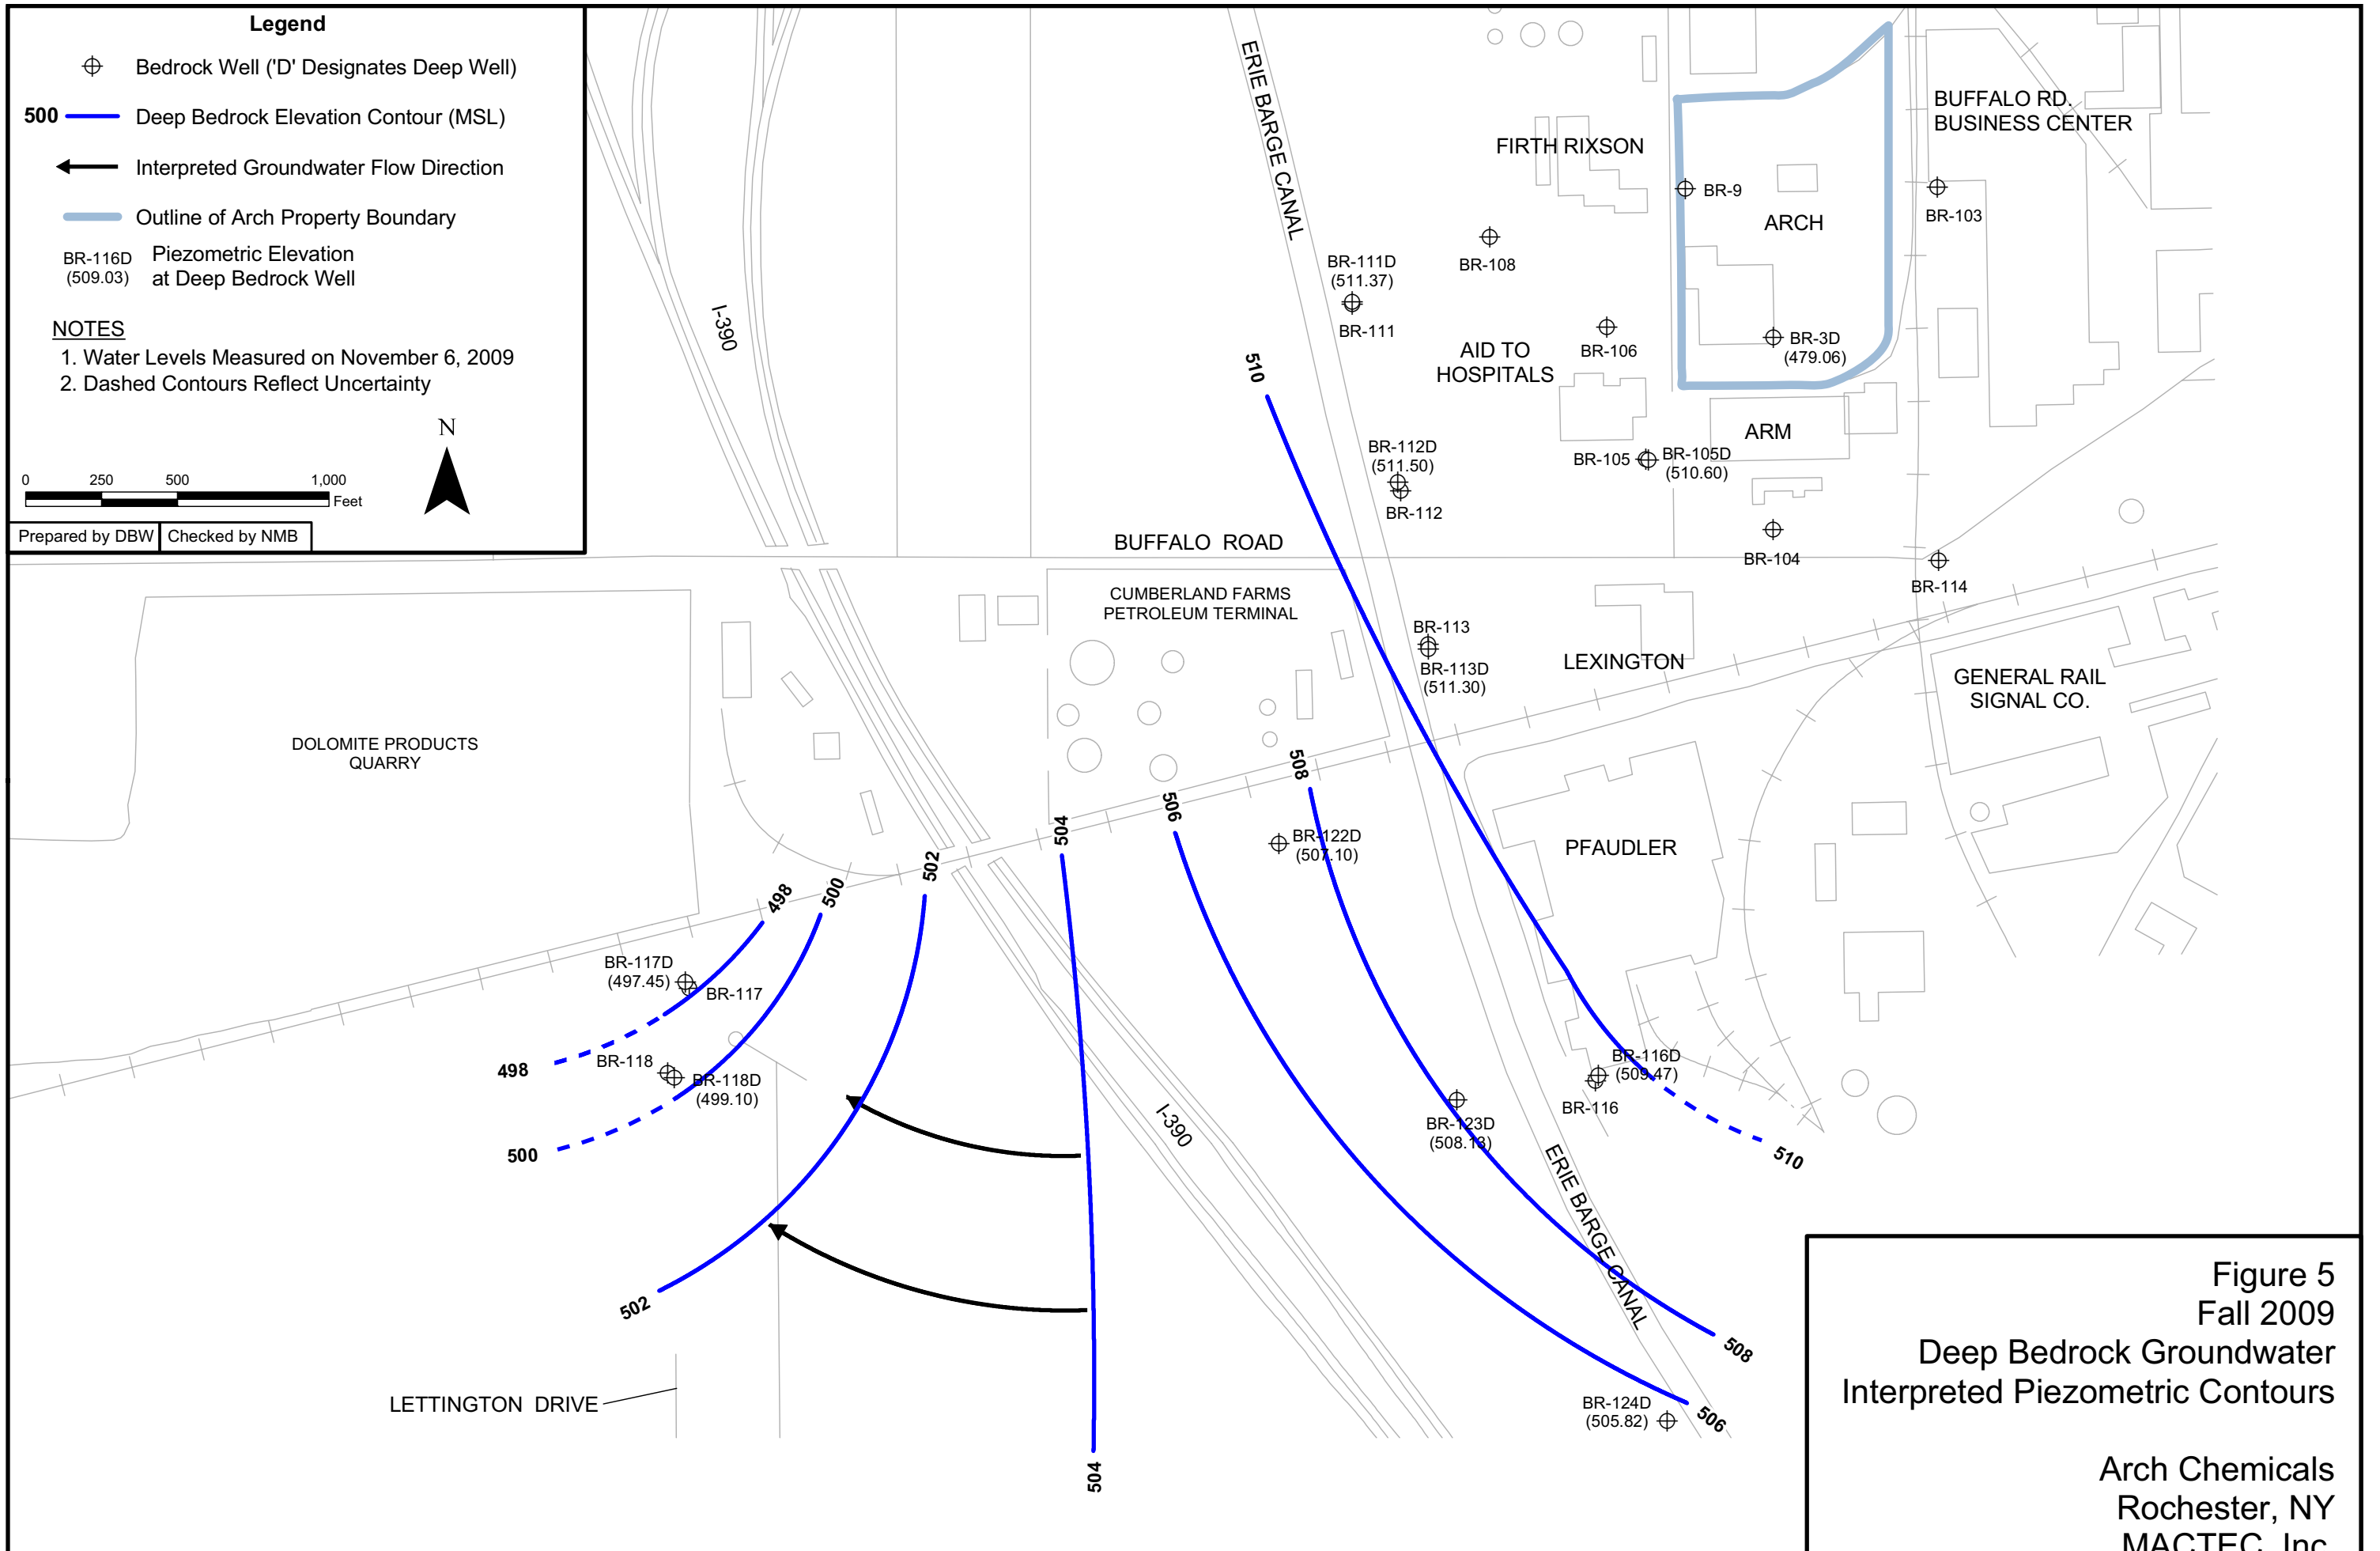 Legend
Bedrock Well ('D' Designates Deep Well)
500 Deep Bedrock Elevation Contour (MSL)
Interpreted Groundwater Flow Direction
Outline of Arch Property Boundary
BR-116D
(509.03)
Piezometric Elevation
at Deep Bedrock Well
NOTES
1. Water Levels Measured on November 6, 2009
2. Dashed Contours Reflect Uncertainty
N
0 250 500 1,000
Feet
Prepared by DBW
Checked by NMB
I-390
ERIE BARGE CANAL
FIRTH RIXSON
BUFFALO RD.
BUSINESS CENTER
BR-9
ARCH
BR-103
BR-108
BR-111D
(511.37)
BR-111
BR-106
BR-3D
(479.06)
AID TO
HOSPITALS
510
ARM
BR-112D
(511.50)
BR-112
BR-105
BR-105D
(510.60)
BR-104
BR-114
BUFFALO ROAD
CUMBERLAND FARMS
PETROLEUM TERMINAL
BR-113
BR-113D
(511.30)
LEXINGTON
GENERAL RAIL
SIGNAL CO.
DOLOMITE PRODUCTS
QUARRY
508
506
504
502
500
498
BR-122D
(507.10)
PFAUDLER
BR-117D
(497.45)
BR-117
498
BR-118
BR-118D
(499.10)
500
I-390
BR-116D
(509.47)
BR-116
BR-123D
(508.13)
510
ERIE BARGE CANAL
502
508
LETTINGTON DRIVE
BR-124D
(505.82)
506
504
Figure 5
Fall 2009
Deep Bedrock Groundwater
Interpreted Piezometric Contours
Arch Chemicals
Rochester, NY
MACTEC, Inc.